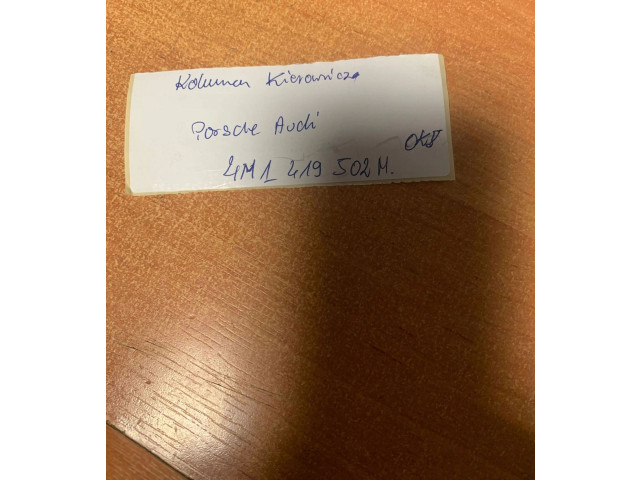 Kolumna Kierownicza
Porsche Audi
4M1 419 502 M.